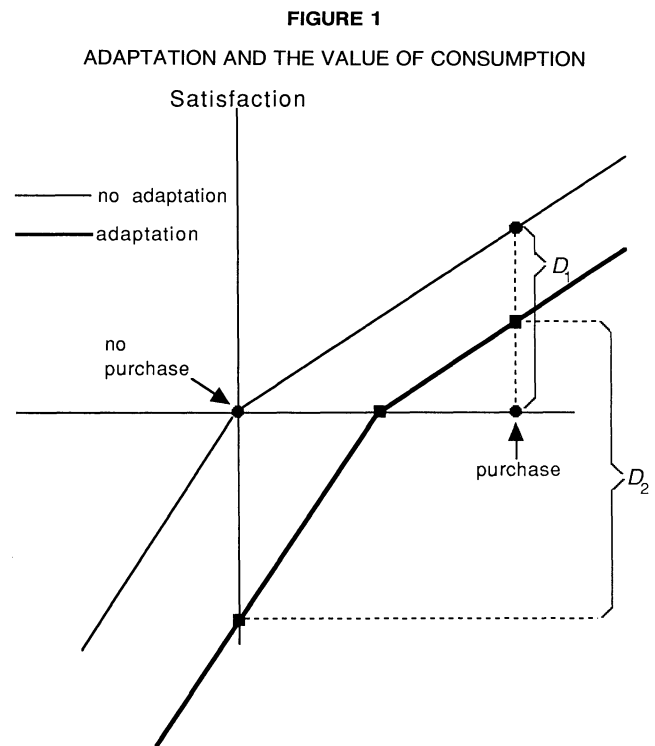 FIGURE 1
ADAPTATION AND THE VALUE OF CONSUMPTION
Satisfaction
no adaptation
adaptation
D1
no
purchase
purchase
D2